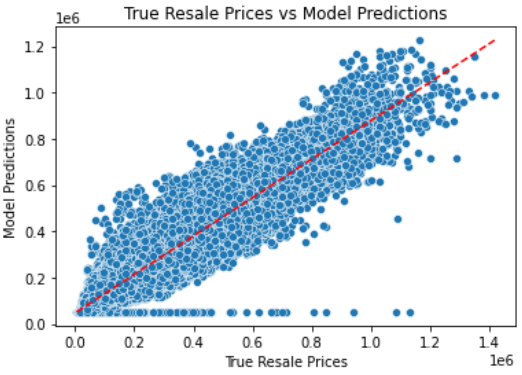 True Resale Prices vs Model Predictions
1e6
1.2
1.0
0.8
0.6
0.4
0.2
0.0
Model Predictions
0.0 0.2 0.4 0.6 0.8 1.0 1.2 1.4
True Resale Prices
1e6